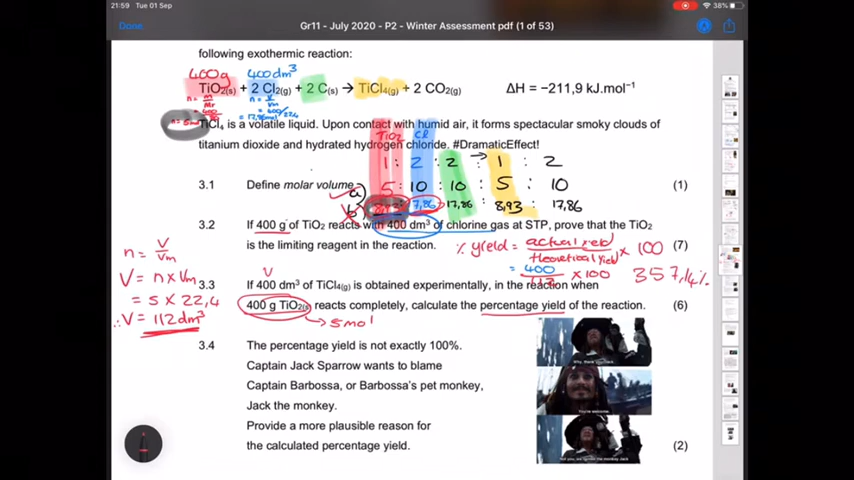 21:59 Tue 01 Sep
38%
Done
Gr11 - July 2020 - P2 - Winter Assessment pdf (1 of 53)
following exothermic reaction:
400g 400 dm³
TiO₂(s) + 2 Cl₂(g) + 2 C(s) → TiCl₄(g) + 2 CO₂(g) ΔH = −211,9 kJ.mol⁻¹
TiCl₄ is a volatile liquid. Upon contact with humid air, it forms spectacular smoky clouds of
titanium dioxide and hydrated hydrogen chloride. #DramaticEffect!
TiO₂ Cl
1 : 2 : 2 → 1 : 2
3.1 Define molar volume. (1)
a) 5 : 10 : 10 : 5 : 10
b) 17,86 : 17,86 : 8,93 : 17,86
3.2 If 400 g of TiO₂ reacts with 400 dm³ of chlorine gas at STP, prove that the TiO₂
is the limiting reagent in the reaction. (7)
% yield = actual yield / theoretical yield × 100
= 400 / 112 × 100 357,14%
n = V/Vm
V = n × Vm
= 5 × 22,4
∴ V = 112 dm³
V
3.3 If 400 dm³ of TiCl₄(g) is obtained experimentally, in the reaction when
400 g TiO₂(s) reacts completely, calculate the percentage yield of the reaction. (6)
→ 5 mol
3.4 The percentage yield is not exactly 100%.
Captain Jack Sparrow wants to blame
Captain Barbossa, or Barbossa's pet monkey,
Jack the monkey.
Provide a more plausible reason for
the calculated percentage yield. (2)
You're welcome.